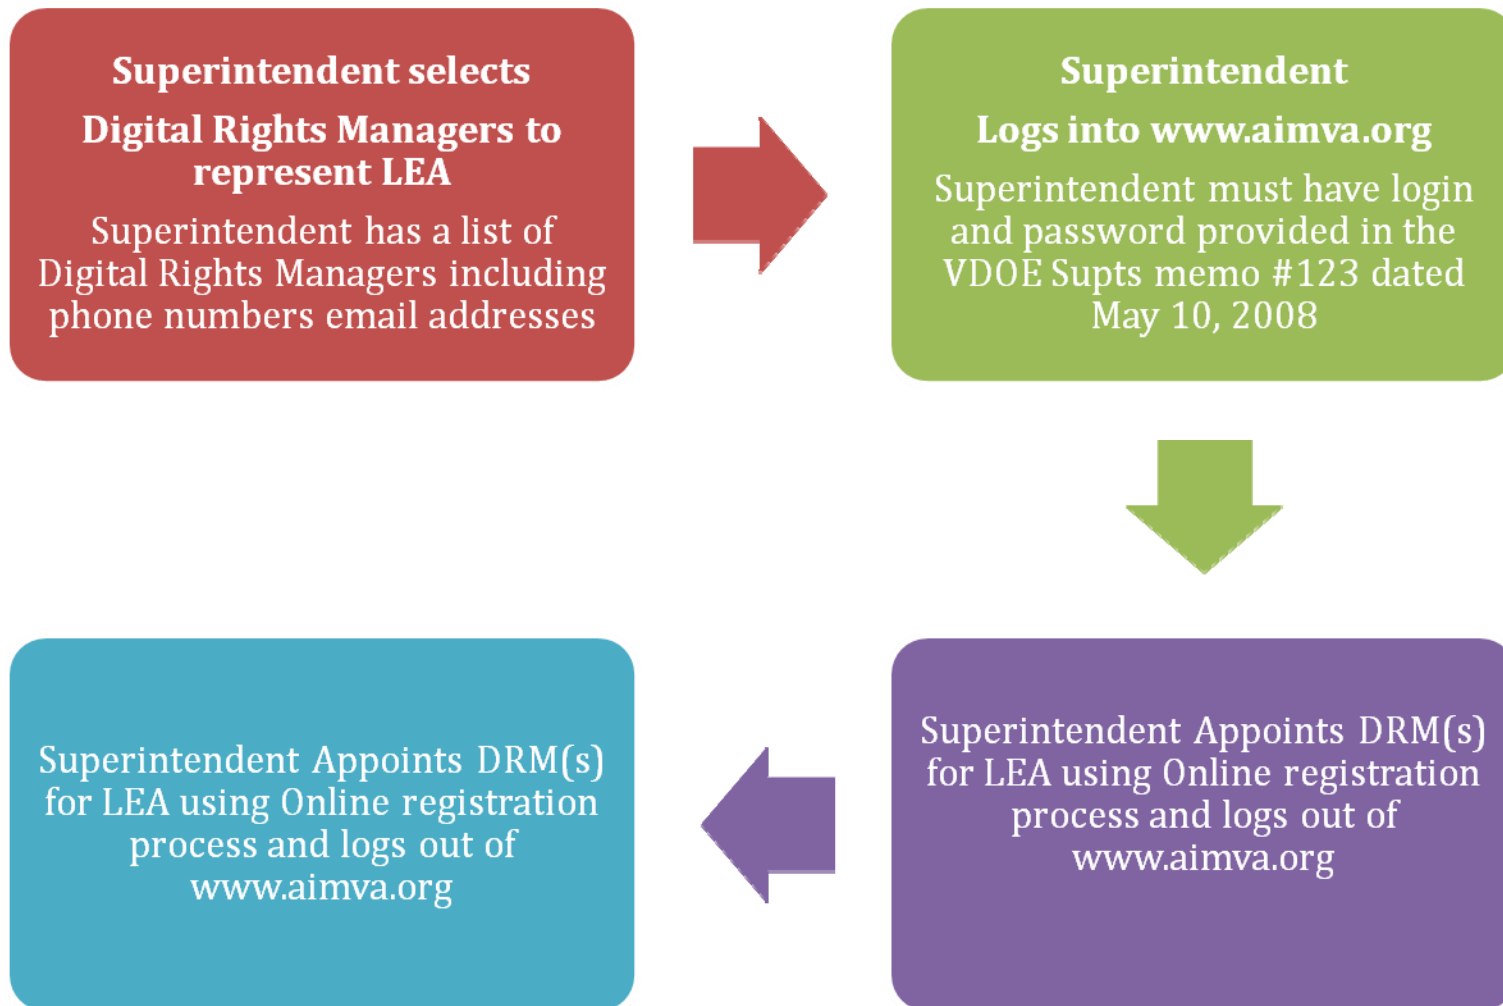 Superintendent selects
Digital Rights Managers to
represent LEA
Superintendent has a list of
Digital Rights Managers including
phone numbers email addresses
Superintendent
Logs into www.aimva.org
Superintendent must have login
and password provided in the
VDOE Supts memo #123 dated
May 10, 2008
Superintendent Appoints DRM(s)
for LEA using Online registration
process and logs out of
www.aimva.org
Superintendent Appoints DRM(s)
for LEA using Online registration
process and logs out of
www.aimva.org